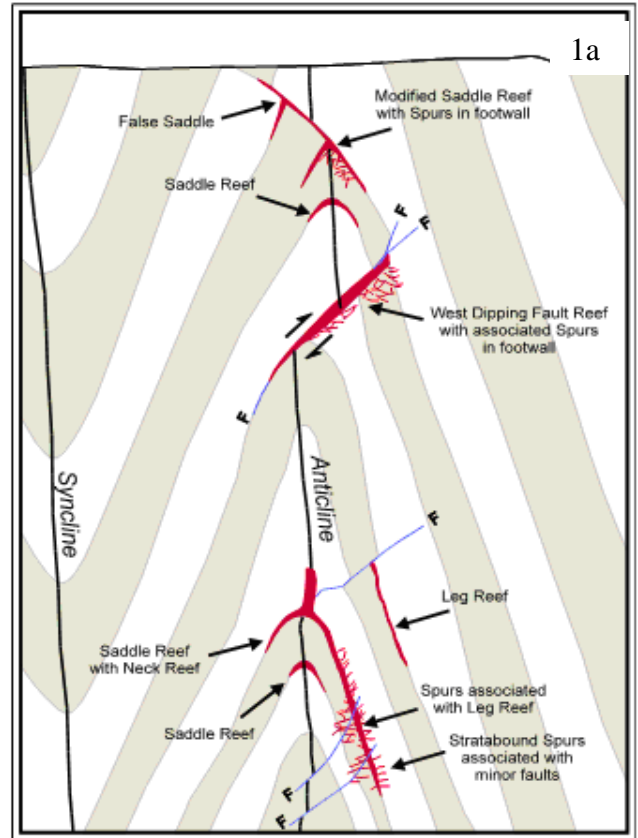 1a
False Saddle
Modified Saddle Reef
with Spurs in footwall
Saddle Reef
F
F
West Dipping Fault Reef
with associated Spurs
in footwall
F
Syncline
Anticline
F
Leg Reef
Saddle Reef
with Neck Reef
Saddle Reef
Spurs associated
with Leg Reef
Stratabound Spurs
associated with
minor faults
F
F